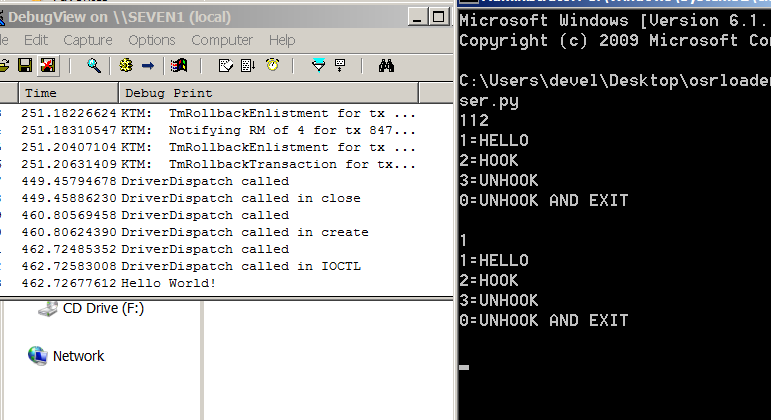 DebugView on \\SEVEN1 (local)
Edit Capture Options Computer Help
Time Debug Print
251.18226624 KTM: TmRollbackEnlistment for tx ...
251.18310547 KTM: Notifying RM of 4 for tx 847...
251.20407104 KTM: TmRollbackEnlistment for tx ...
251.20631409 KTM: TmRollbackTransaction for tx...
449.45794678 DriverDispatch called
449.45886230 DriverDispatch called in close
460.80569458 DriverDispatch called
460.80624390 DriverDispatch called in create
462.72485352 DriverDispatch called
462.72583008 DriverDispatch called in IOCTL
462.72677612 Hello World!
CD Drive (F:)
Network
Microsoft Windows [Version 6.1.
Copyright (c) 2009 Microsoft Co
C:\Users\devel\Desktop\osrloade
ser.py
112
1=HELLO
2=HOOK
3=UNHOOK
0=UNHOOK AND EXIT
1
1=HELLO
2=HOOK
3=UNHOOK
0=UNHOOK AND EXIT